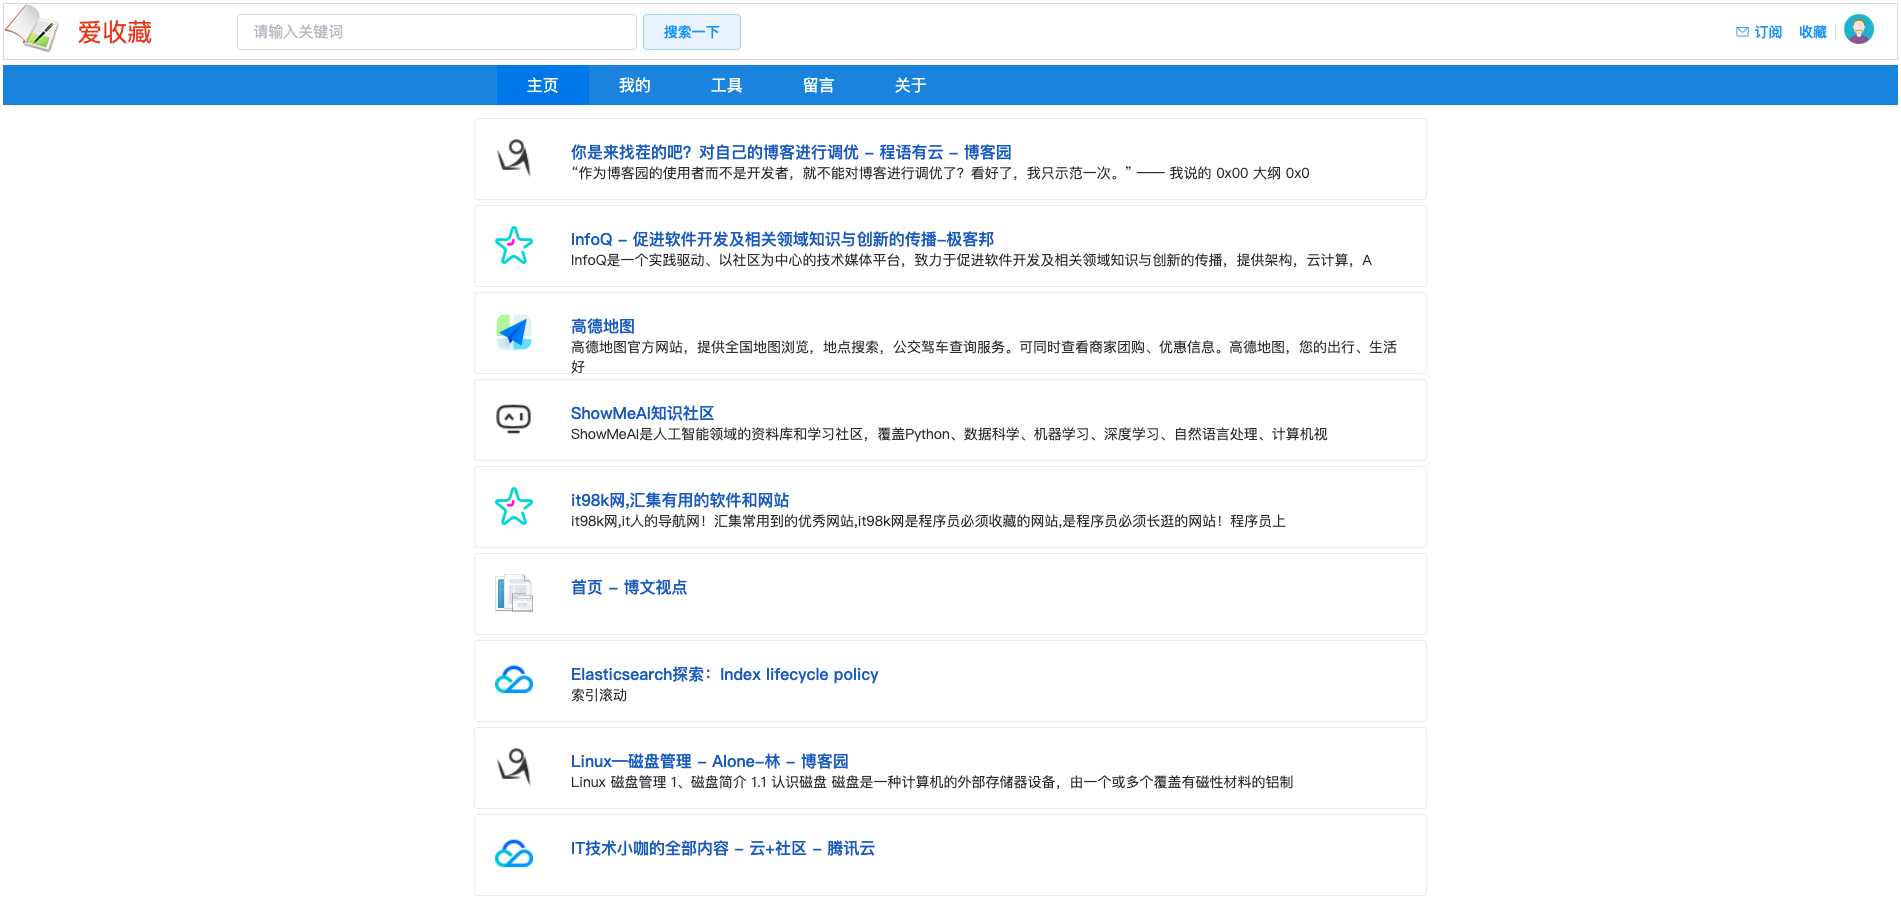 爱收藏
请输入关键词
搜索一下
订阅
收藏
主页
我的
工具
留言
关于
你是来找茬的吧？对自己的博客进行调优 - 程语有云 - 博客园
“作为博客园的使用者而不是开发者，就不能对博客进行调优了？看好了，我只示范一次。” —— 我说的 0x00 大纲 0x0
InfoQ - 促进软件开发及相关领域知识与创新的传播-极客邦
InfoQ是一个实践驱动、以社区为中心的技术媒体平台，致力于促进软件开发及相关领域知识与创新的传播，提供架构，云计算，A
高德地图
高德地图官方网站，提供全国地图浏览，地点搜索，公交驾车查询服务。可同时查看商家团购、优惠信息。高德地图，您的出行、生活
好
AI
ShowMeAI知识社区
ShowMeAI是人工智能领域的资料库和学习社区，覆盖Python、数据科学、机器学习、深度学习、自然语言处理、计算机视
it98k网,汇集有用的软件和网站
it98k网,it人的导航网！汇集常用到的优秀网站,it98k网是程序员必须收藏的网站,是程序员必须长逛的网站！程序员上
首页 - 博文视点
Elasticsearch探索：Index lifecycle policy
索引滚动
Linux—磁盘管理 - Alone-林 - 博客园
Linux 磁盘管理 1、磁盘简介 1.1 认识磁盘 磁盘是一种计算机的外部存储器设备，由一个或多个覆盖有磁性材料的铝制
IT技术小咖的全部内容 - 云+社区 - 腾讯云